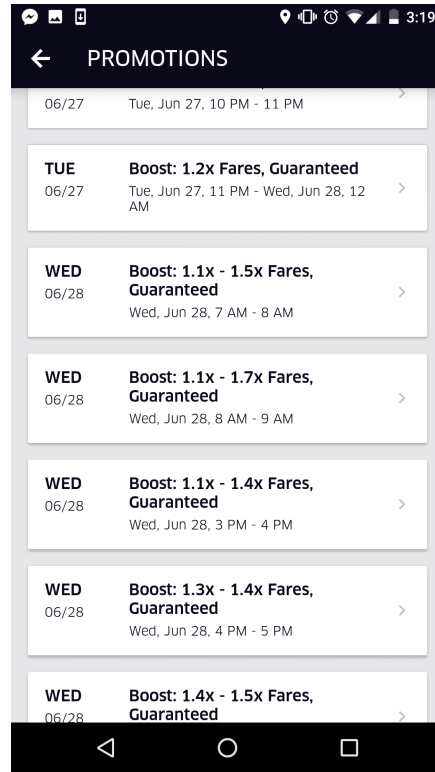 3:19
PROMOTIONS
06/27
Tue, Jun 27, 10 PM - 11 PM
TUE
06/27
Boost: 1.2x Fares, Guaranteed
Tue, Jun 27, 11 PM - Wed, Jun 28, 12
AM
WED
06/28
Boost: 1.1x - 1.5x Fares,
Guaranteed
Wed, Jun 28, 7 AM - 8 AM
WED
06/28
Boost: 1.1x - 1.7x Fares,
Guaranteed
Wed, Jun 28, 8 AM - 9 AM
WED
06/28
Boost: 1.1x - 1.4x Fares,
Guaranteed
Wed, Jun 28, 3 PM - 4 PM
WED
06/28
Boost: 1.3x - 1.4x Fares,
Guaranteed
Wed, Jun 28, 4 PM - 5 PM
WED
06/28
Boost: 1.4x - 1.5x Fares,
Guaranteed